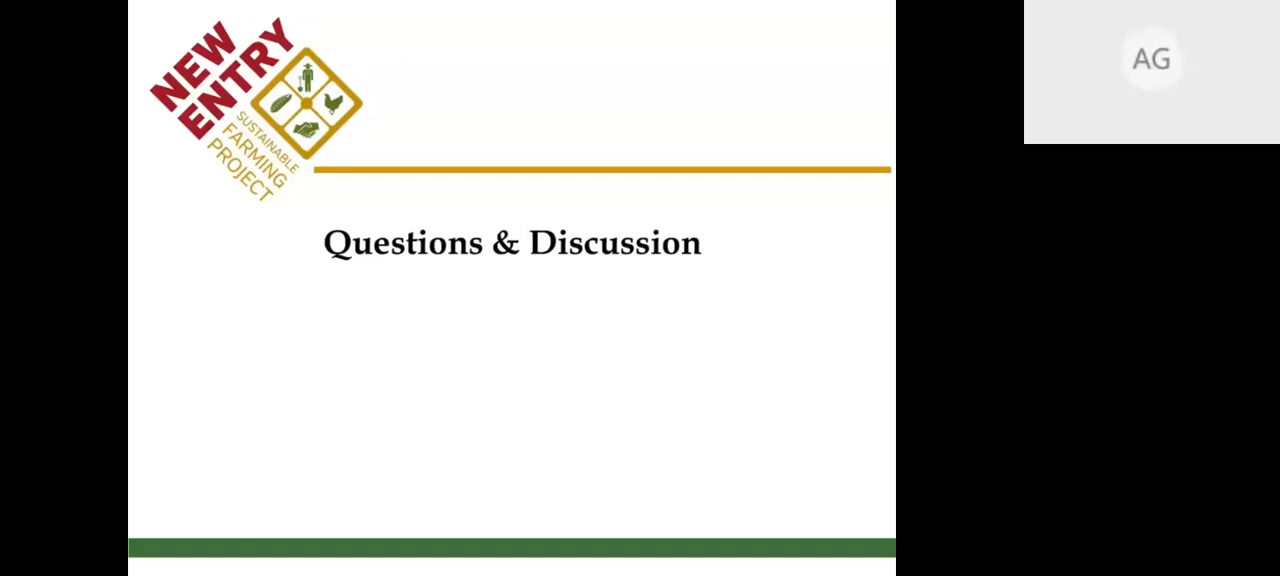 NEW
ENTRY
SUSTAINABLE
FARMING
PROJECT
AG
Questions & Discussion